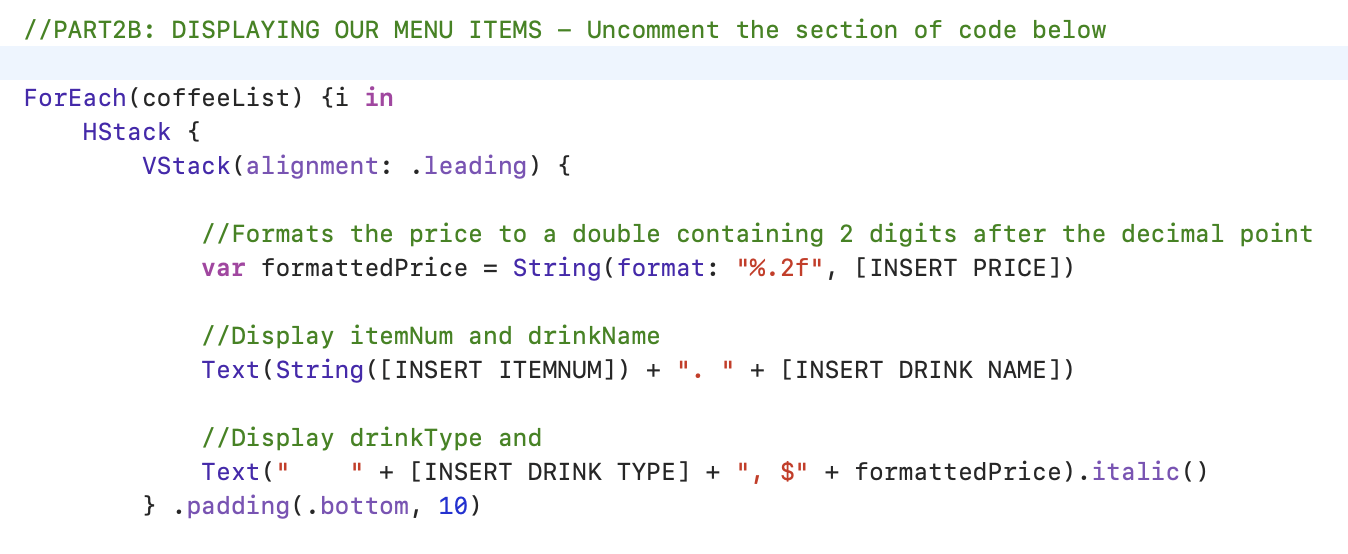 //PART2B: DISPLAYING OUR MENU ITEMS – Uncomment the section of code below
ForEach(coffeeList) {i in
HStack {
VStack(alignment: .leading) {
//Formats the price to a double containing 2 digits after the decimal point
var formattedPrice = String(format: "%.2f", [INSERT PRICE])
//Display itemNum and drinkName
Text(String([INSERT ITEMNUM]) + ". " + [INSERT DRINK NAME])
//Display drinkType and
Text("    " + [INSERT DRINK TYPE] + ", $" + formattedPrice).italic()
} .padding(.bottom, 10)